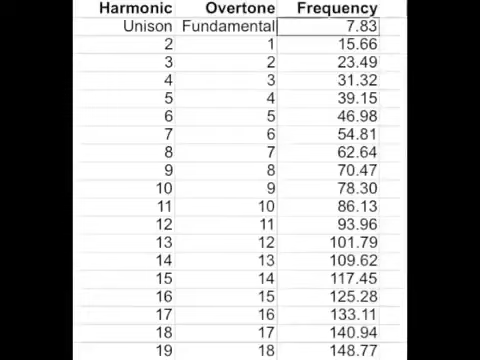 Harmonic Overtone Frequency
Unison Fundamental 7.83
2 1 15.66
3 2 23.49
4 3 31.32
5 4 39.15
6 5 46.98
7 6 54.81
8 7 62.64
9 8 70.47
10 9 78.30
11 10 86.13
12 11 93.96
13 12 101.79
14 13 109.62
15 14 117.45
16 15 125.28
17 16 133.11
18 17 140.94
19 18 148.77